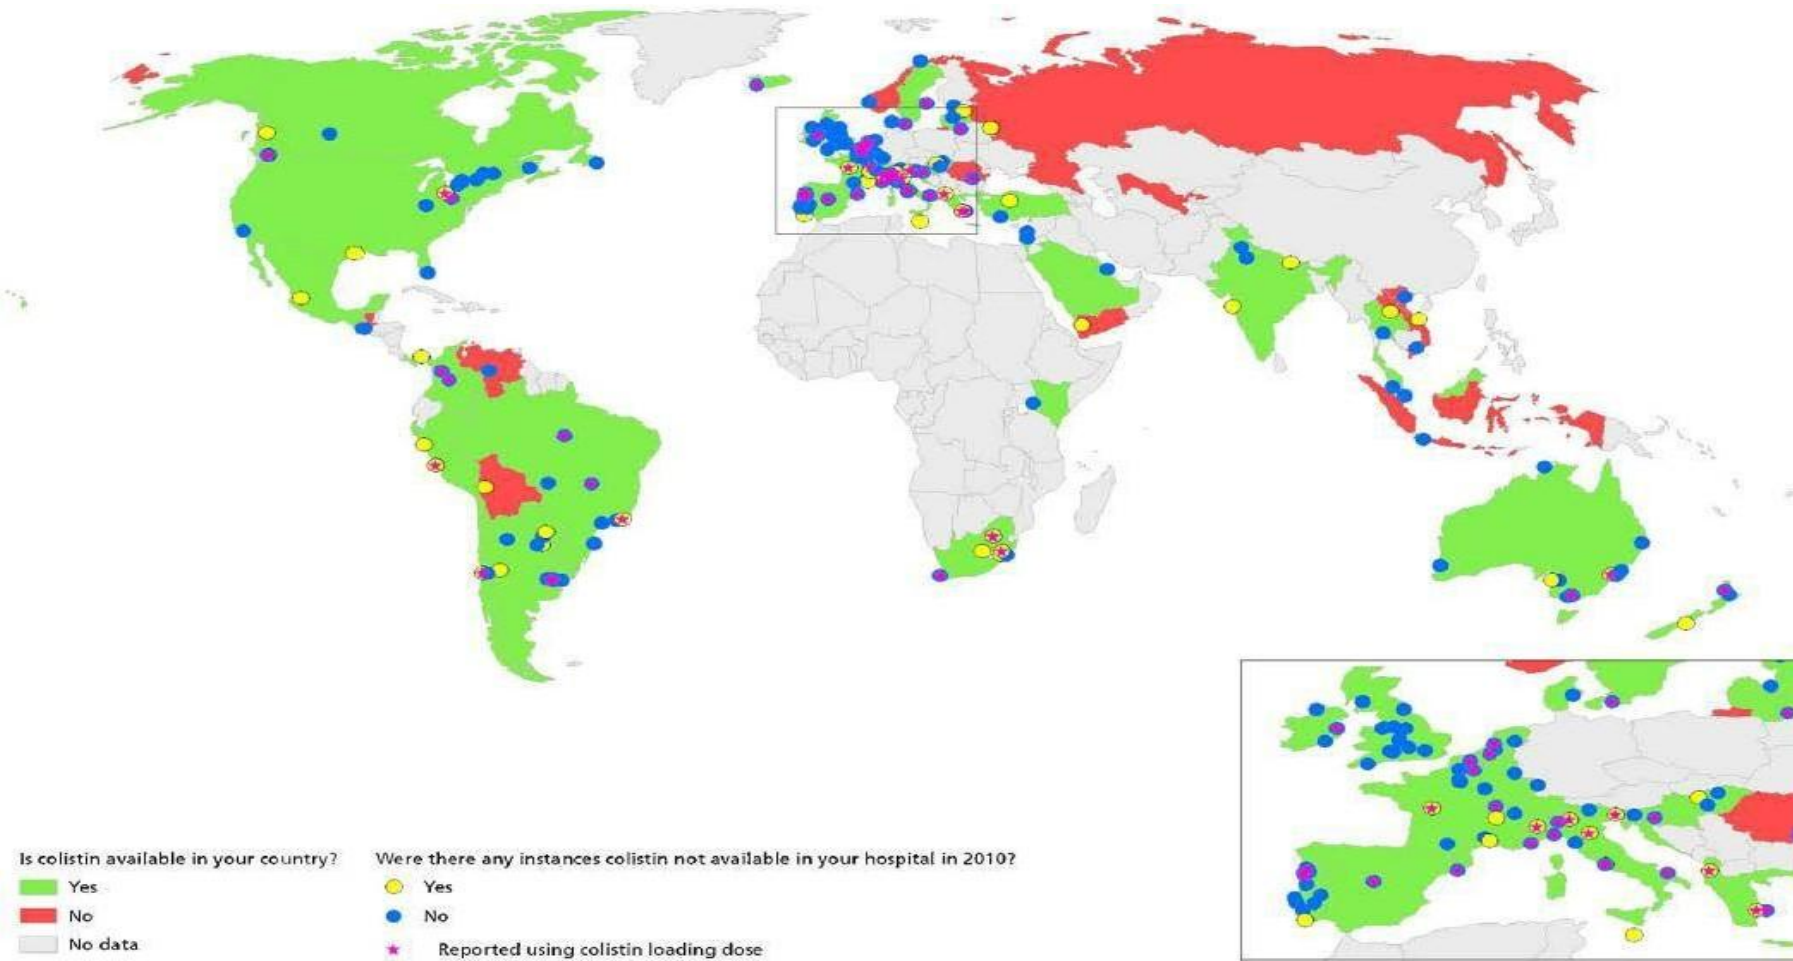 Is colistin available in your country?
Yes
No
No data
Were there any instances colistin not available in your hospital in 2010?
Yes
No
Reported using colistin loading dose